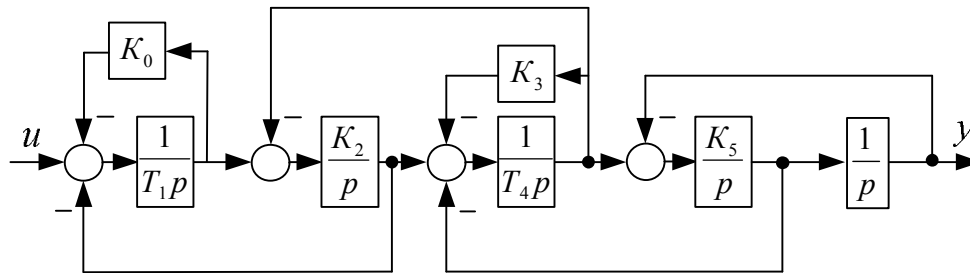 K₀
K₃
u
1/(T₁p)
K₂/p
1/(T₄p)
K₅/p
1/p
y
− − − − − − −